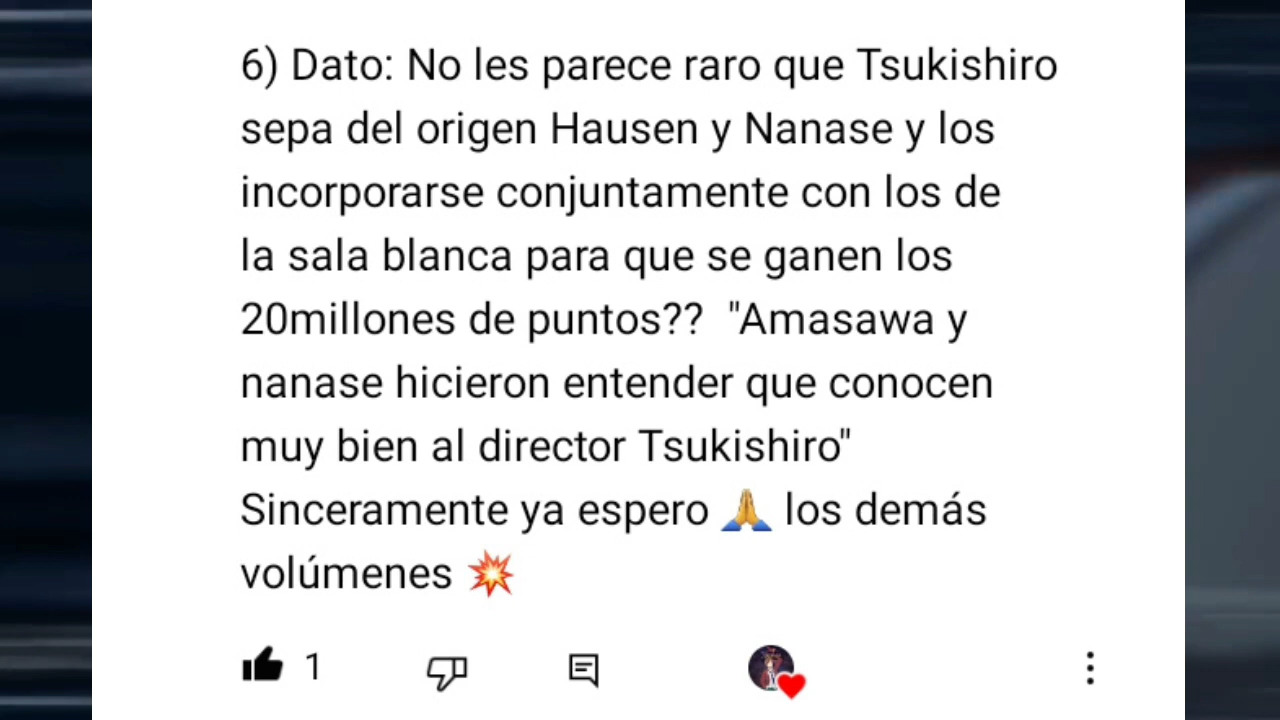 6) Dato: No les parece raro que Tsukishiro
sepa del origen Hausen y Nanase y los
incorporarse conjuntamente con los de
la sala blanca para que se ganen los
20millones de puntos?? "Amasawa y
nanase hicieron entender que conocen
muy bien al director Tsukishiro"
Sinceramente ya espero 🙏 los demás
volúmenes 💥
1